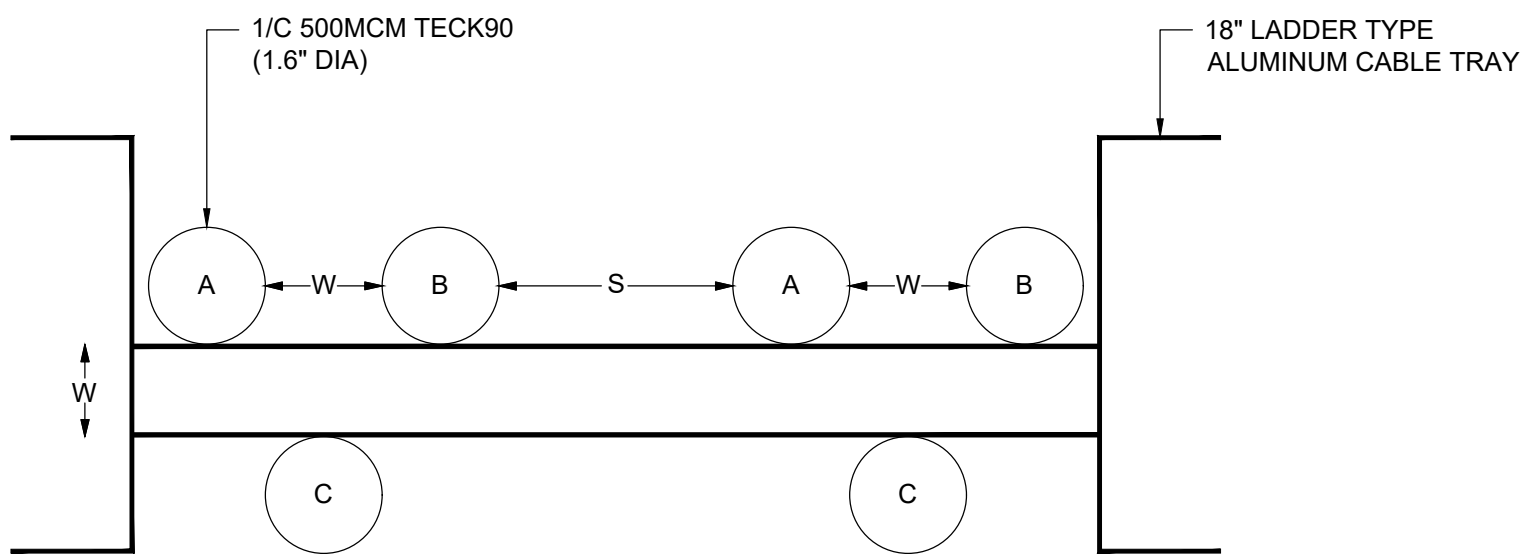 1/C 500MCM TECK90
(1.6" DIA)
18" LADDER TYPE
ALUMINUM CABLE TRAY
A
W
B
S
A
W
B
W
C
C